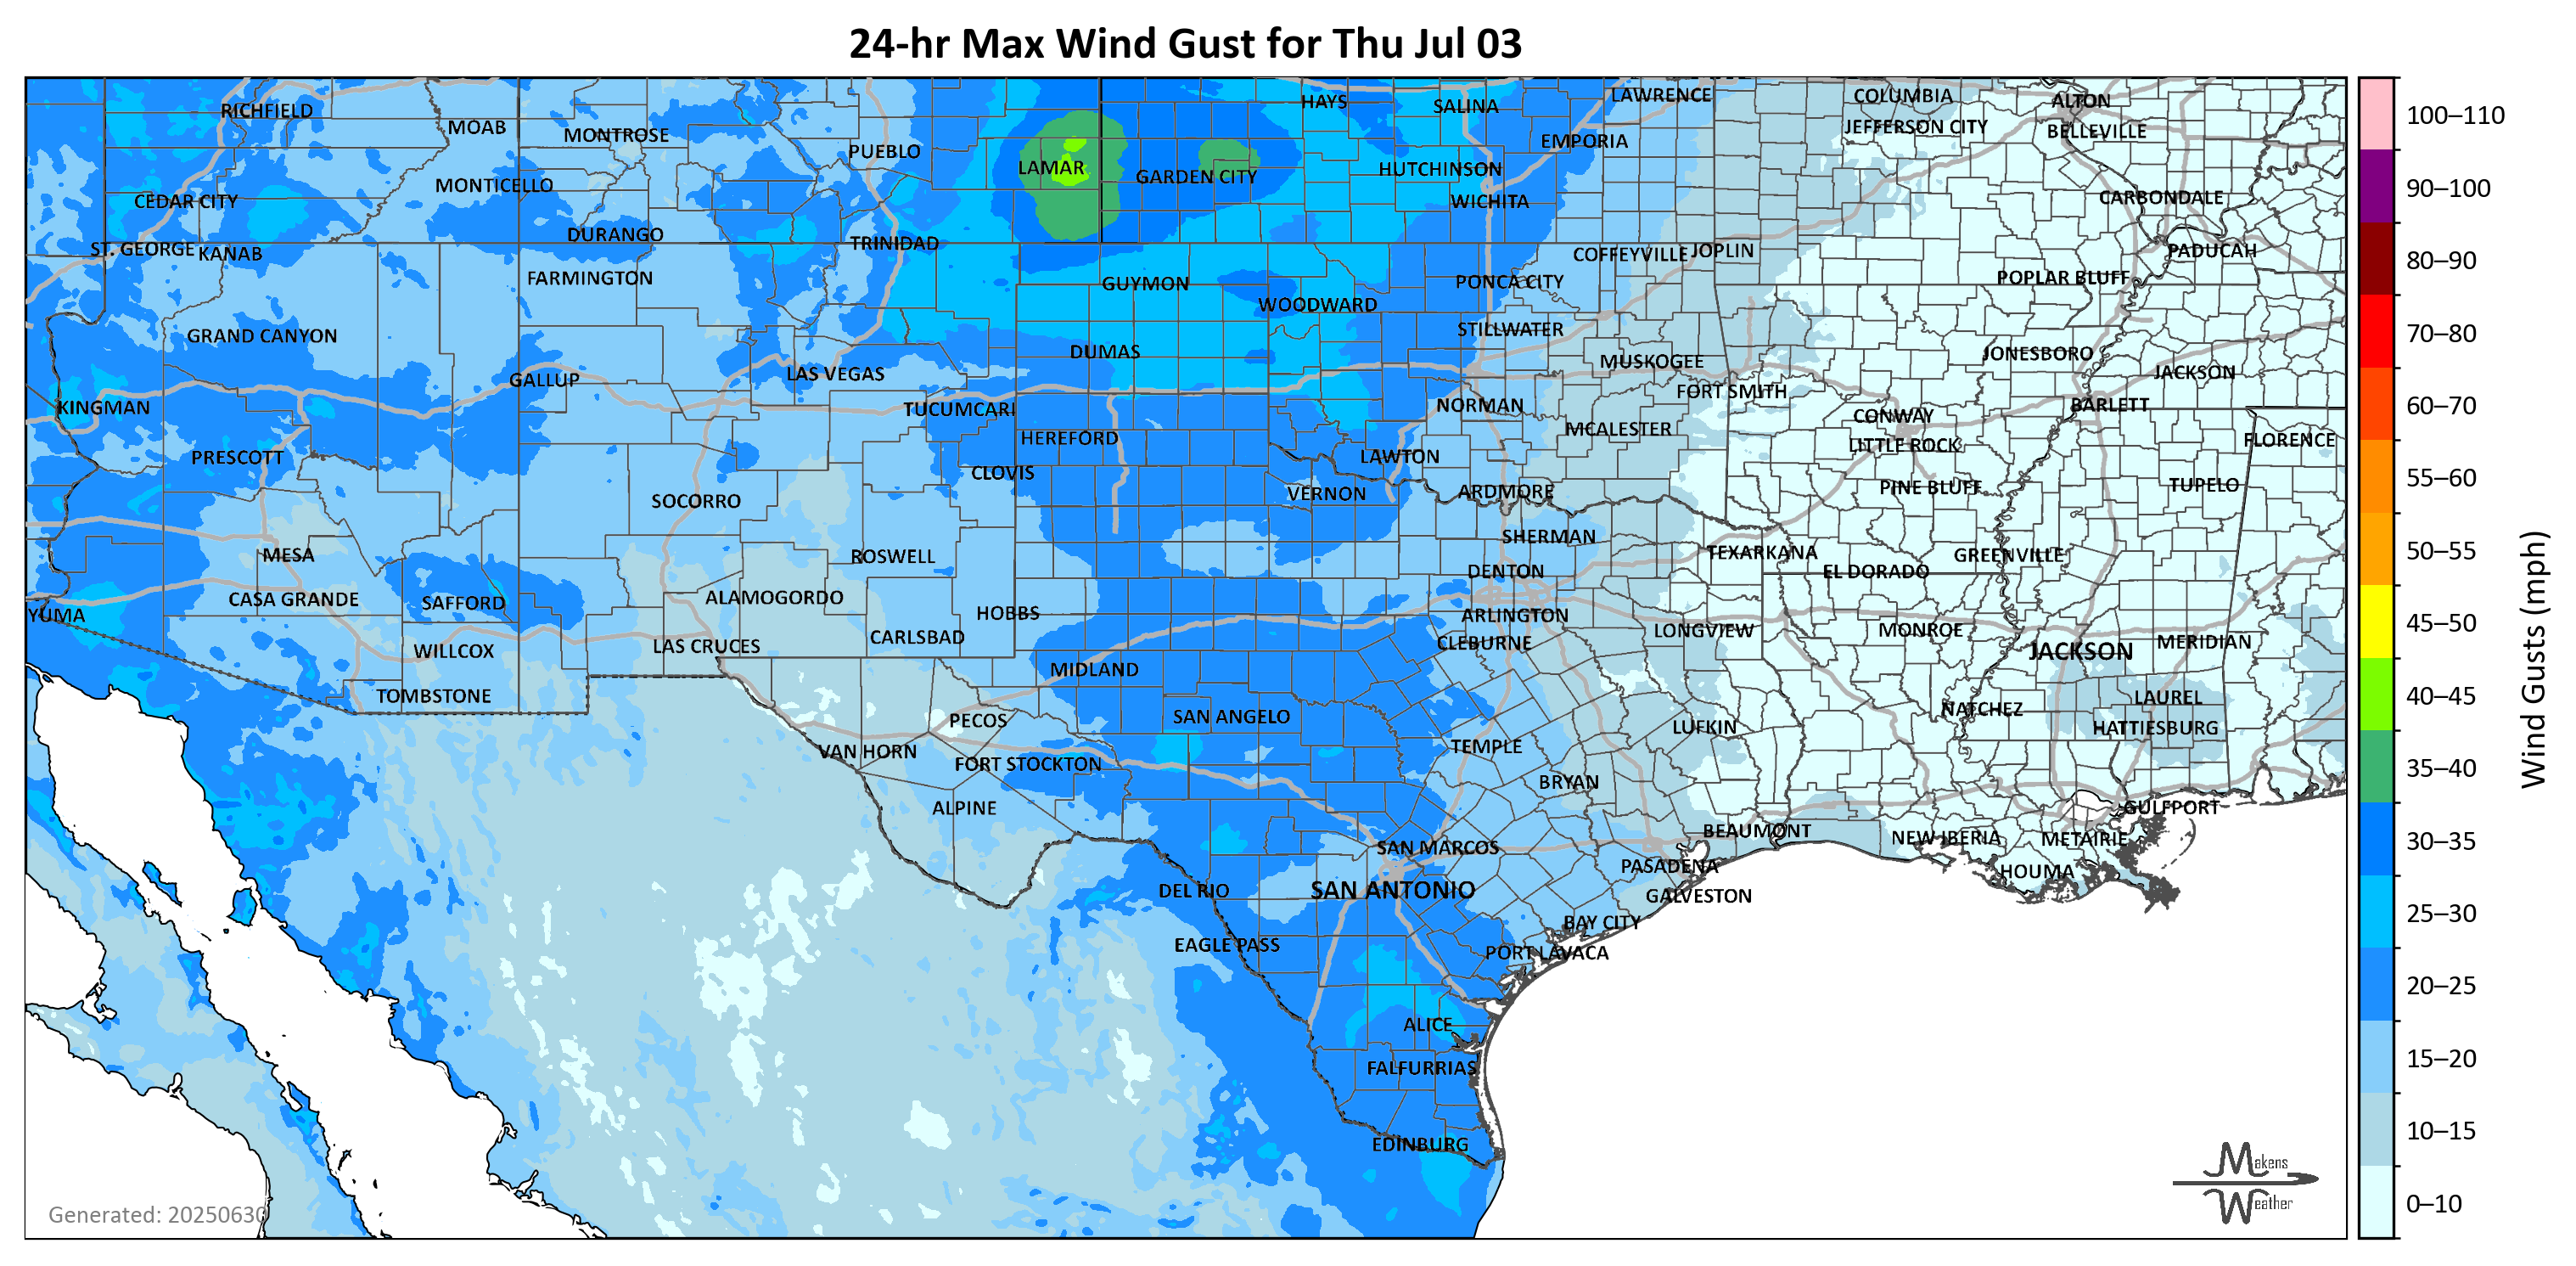 24-hr Max Wind Gust for Thu Jul 03
RICHFIELD
MOAB
MONTROSE
PUEBLO
LAMAR
GARDEN CITY
HAYS
SALINA
HUTCHINSON
WICHITA
EMPORIA
LAWRENCE
COLUMBIA
JEFFERSON CITY
ALTON
BELLEVILLE
CARBONDALE
PADUCAH
POPLAR BLUFF
CEDAR CITY
MONTICELLO
ST. GEORGE
KANAB
DURANGO
TRINIDAD
FARMINGTON
GUYMON
WOODWARD
PONCA CITY
COFFEYVILLE
JOPLIN
STILLWATER
GRAND CANYON
DUMAS
MUSKOGEE
JONESBORO
JACKSON
GALLUP
LAS VEGAS
FORT SMITH
KINGMAN
TUCUMCARI
NORMAN
CONWAY
BARLETT
HEREFORD
MCALESTER
LITTLE ROCK
FLORENCE
PRESCOTT
CLOVIS
LAWTON
SOCORRO
VERNON
ARDMORE
PINE BLUFF
TUPELO
MESA
ROSWELL
SHERMAN
TEXARKANA
GREENVILLE
DENTON
EL DORADO
CASA GRANDE
SAFFORD
ALAMOGORDO
HOBBS
ARLINGTON
YUMA
CARLSBAD
CLEBURNE
LONGVIEW
MONROE
MERIDIAN
WILLCOX
LAS CRUCES
MIDLAND
JACKSON
TOMBSTONE
PECOS
SAN ANGELO
LUFKIN
NATCHEZ
LAUREL
HATTIESBURG
VAN HORN
FORT STOCKTON
TEMPLE
BRYAN
ALPINE
GULFPORT
BEAUMONT
NEW IBERIA
METAIRIE
SAN MARCOS
PASADENA
HOUMA
DEL RIO
SAN ANTONIO
GALVESTON
BAY CITY
EAGLE PASS
PORT LAVACA
ALICE
FALFURRIAS
EDINBURG
Generated: 20250630
Makens
Weather
100–110
90–100
80–90
70–80
60–70
55–60
50–55
45–50
40–45
35–40
30–35
25–30
20–25
15–20
10–15
0–10
Wind Gusts (mph)